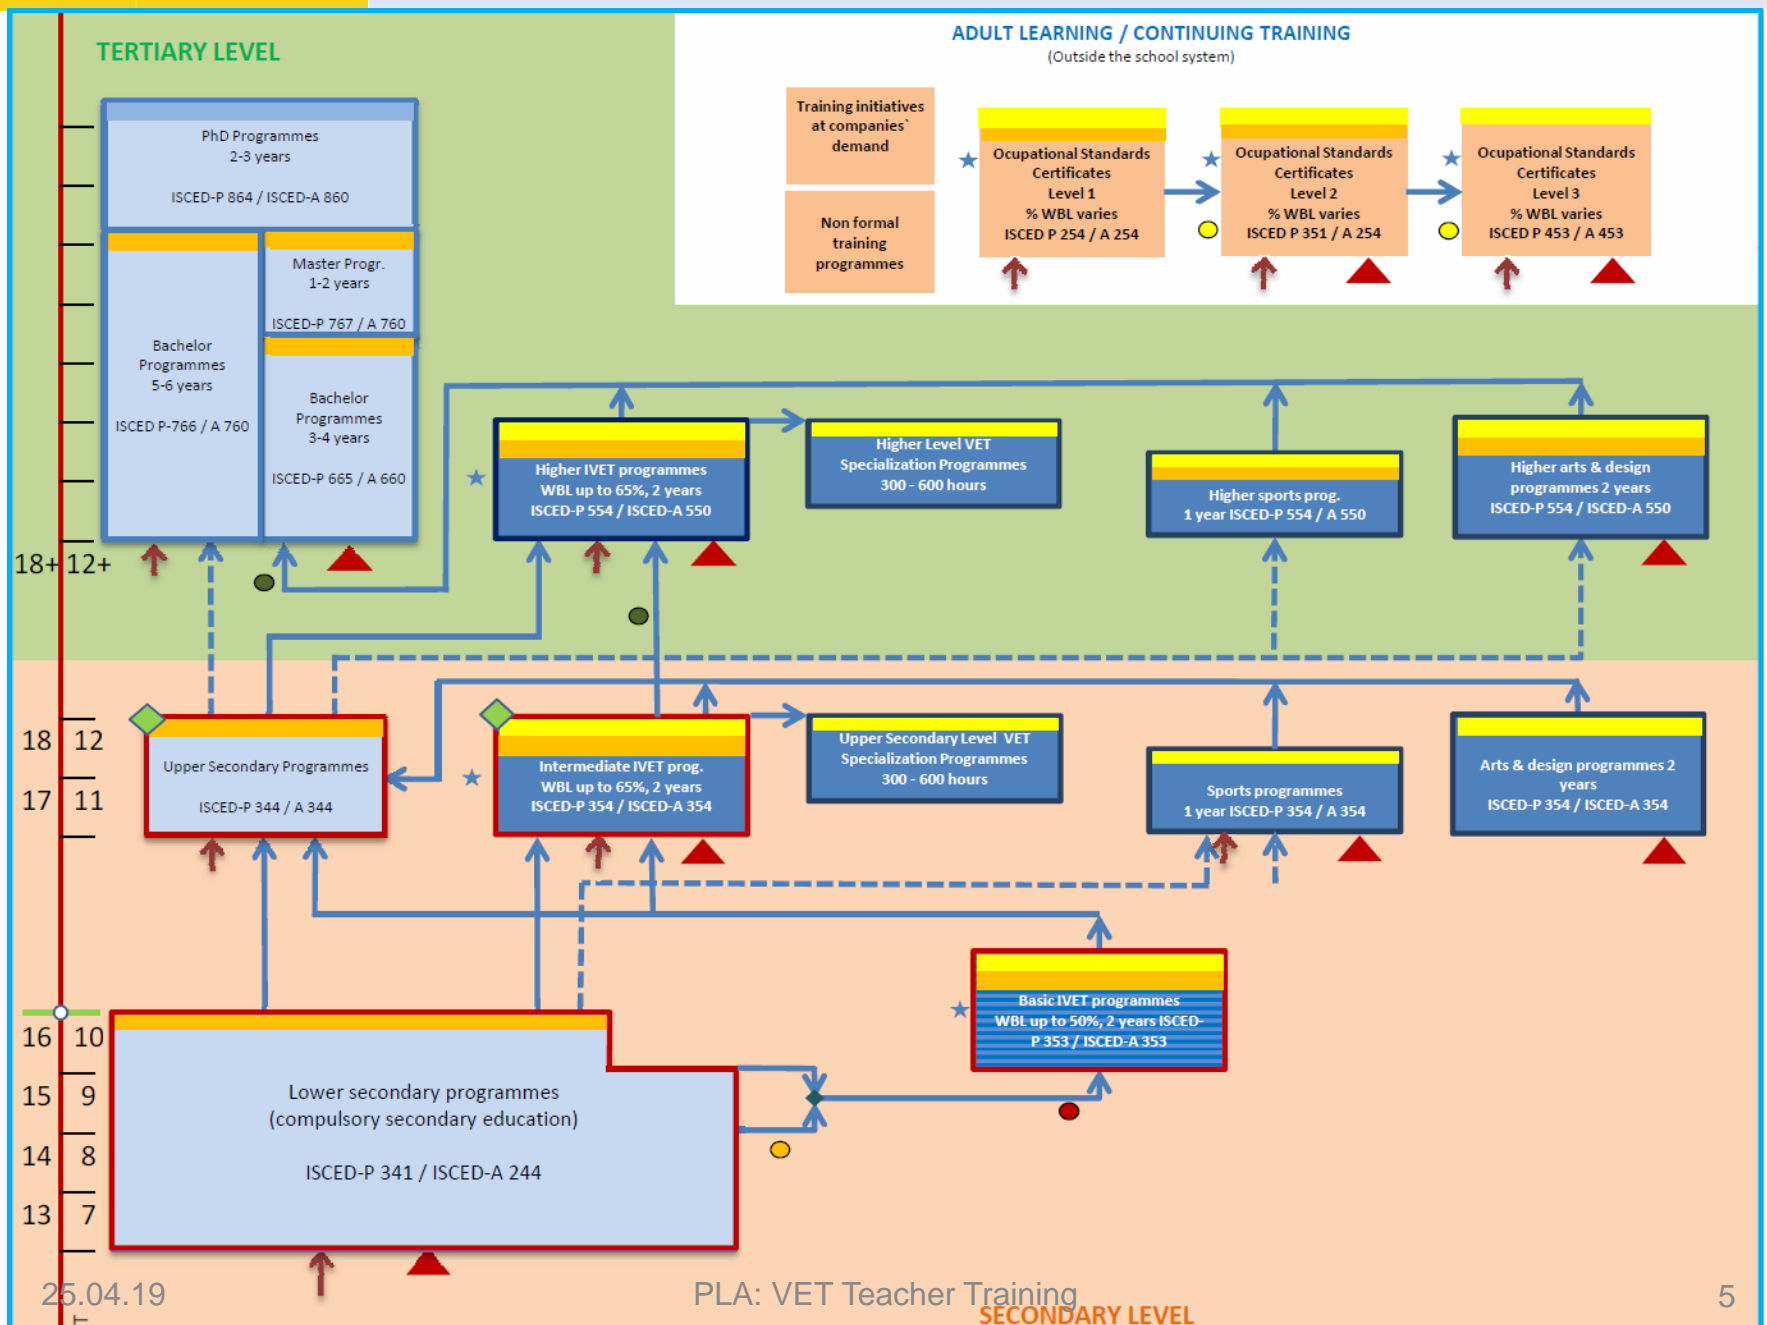 TERTIARY LEVEL
ADULT LEARNING / CONTINUING TRAINING
(Outside the school system)
Training initiatives
at companies`
demand
Non formal
training
programmes
Ocupational Standards
Certificates
Level 1
% WBL varies
ISCED P 254 / A 254
Ocupational Standards
Certificates
Level 2
% WBL varies
ISCED P 351 / A 254
Ocupational Standards
Certificates
Level 3
% WBL varies
ISCED P 453 / A 453
PhD Programmes
2-3 years
ISCED-P 864 / ISCED-A 860
Master Progr.
1-2 years
ISCED-P 767 / A 760
Bachelor
Programmes
5-6 years
ISCED P-766 / A 760
Bachelor
Programmes
3-4 years
ISCED-P 665 / A 660
Higher IVET programmes
WBL up to 65%, 2 years
ISCED-P 554 / ISCED-A 550
Higher Level VET
Specialization Programmes
300 - 600 hours
Higher sports prog.
1 year ISCED-P 554 / A 550
Higher arts & design
programmes 2 years
ISCED-P 554 / ISCED-A 550
18+ 12+
18 12
17 11
Upper Secondary Programmes
ISCED-P 344 / A 344
Intermediate IVET prog.
WBL up to 65%, 2 years
ISCED-P 354 / ISCED-A 354
Upper Secondary Level VET
Specialization Programmes
300 - 600 hours
Sports programmes
1 year ISCED-P 354 / A 354
Arts & design programmes 2
years
ISCED-P 354 / ISCED-A 354
Basic IVET programmes
WBL up to 50%, 2 years ISCED-
P 353 / ISCED-A 353
16 10
15 9
14 8
13 7
Lower secondary programmes
(compulsory secondary education)
ISCED-P 341 / ISCED-A 244
25.04.19
PLA: VET Teacher Training
5
SECONDARY LEVEL